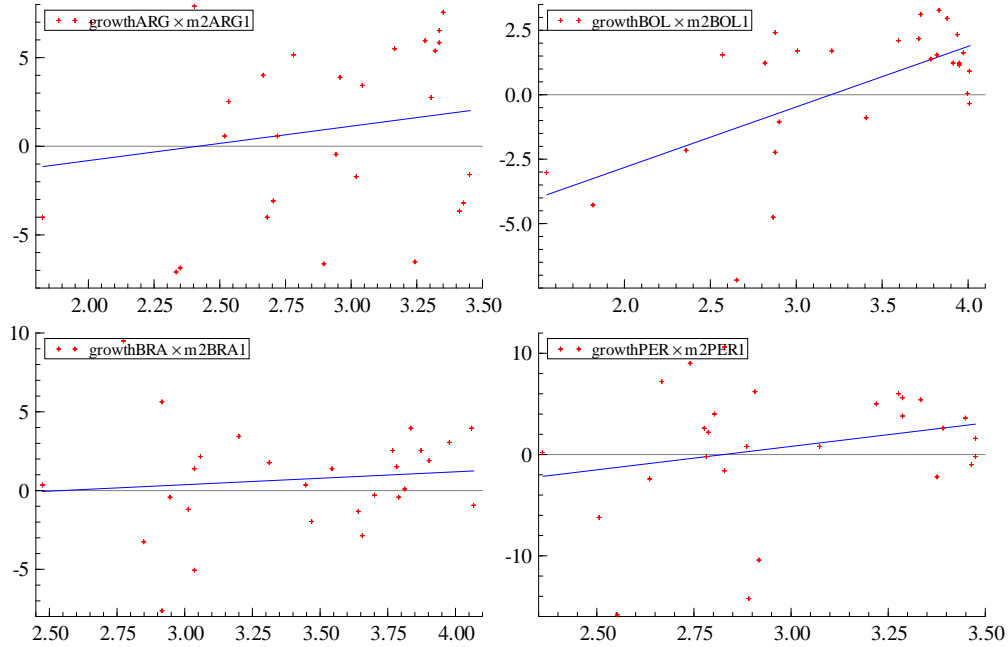 growthARG × m2ARG1
5
0
-5
2.00 2.25 2.50 2.75 3.00 3.25 3.50
growthBOL × m2BOL1
2.5
0.0
-2.5
-5.0
2.0 2.5 3.0 3.5 4.0
growthBRA × m2BRA1
10
5
0
-5
2.50 2.75 3.00 3.25 3.50 3.75 4.00
growthPER × m2PER1
10
0
-10
2.50 2.75 3.00 3.25 3.50